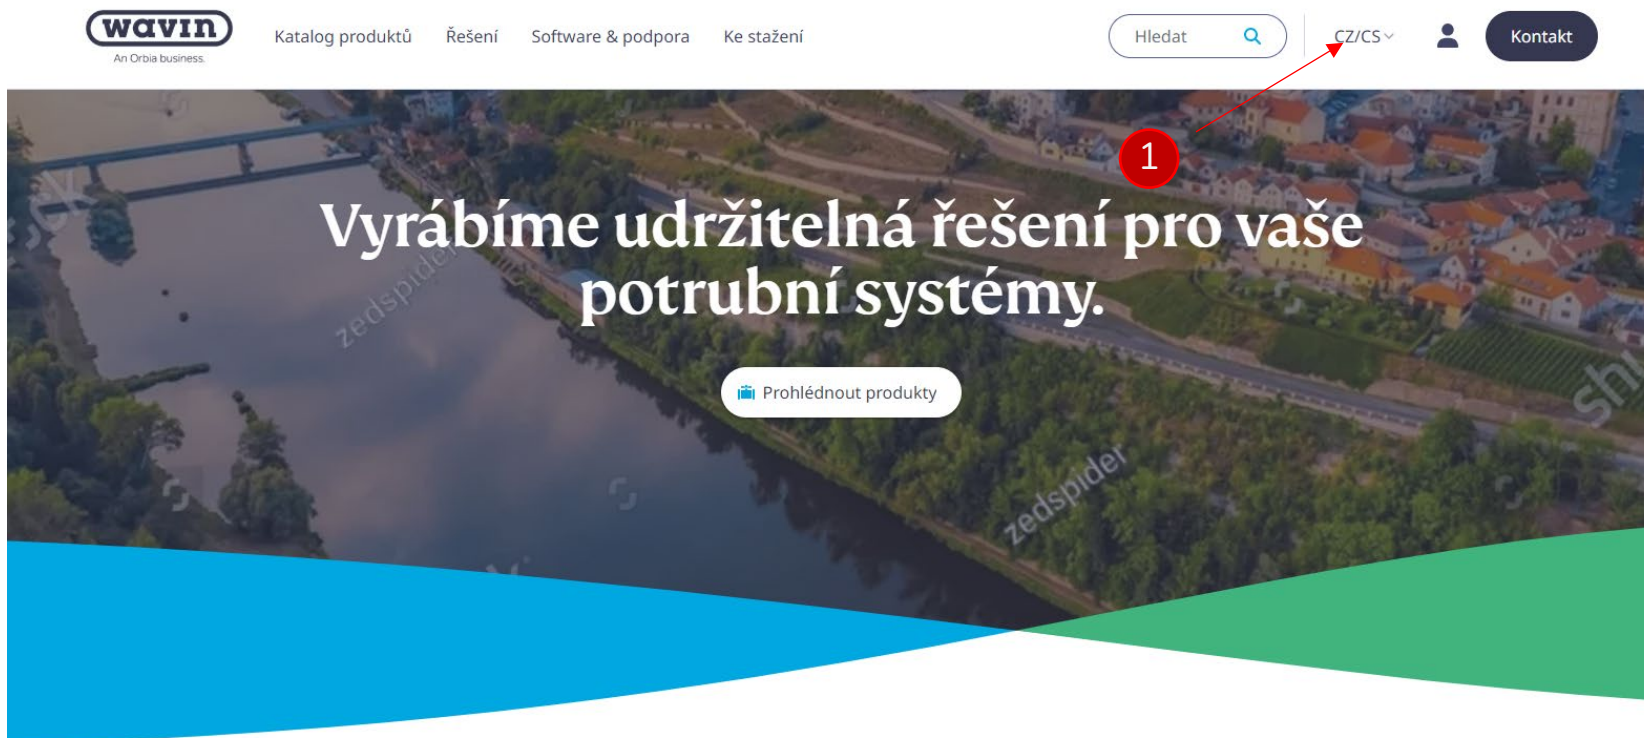 wavin
An Orbia business.
Katalog produktů
Řešení
Software & podpora
Ke stažení
Hledat
CZ/CS
Kontakt
1
Vyrábíme udržitelná řešení pro vaše
potrubní systémy.
zedspider
Prohlédnout produkty
zedspider